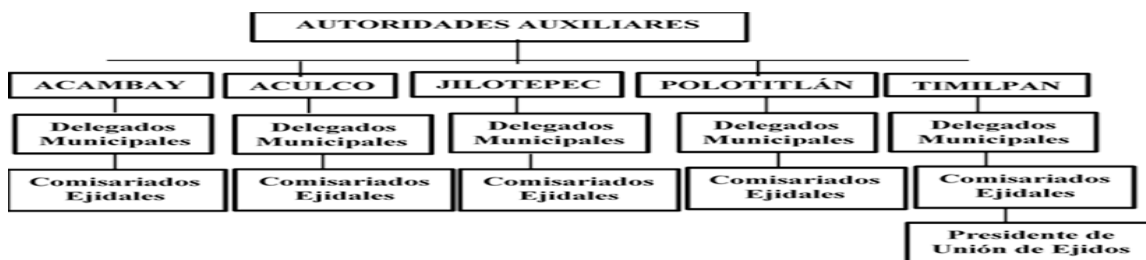 AUTORIDADES AUXILIARES
ACAMBAY
ACULCO
JILOTEPEC
POLOTITLÁN
TIMILPAN
Delegados
Municipales
Delegados
Municipales
Delegados
Municipales
Delegados
Municipales
Delegados
Municipales
Comisariados
Ejidales
Comisariados
Ejidales
Comisariados
Ejidales
Comisariados
Ejidales
Comisariados
Ejidales
Presidente de
Unión de Ejidos